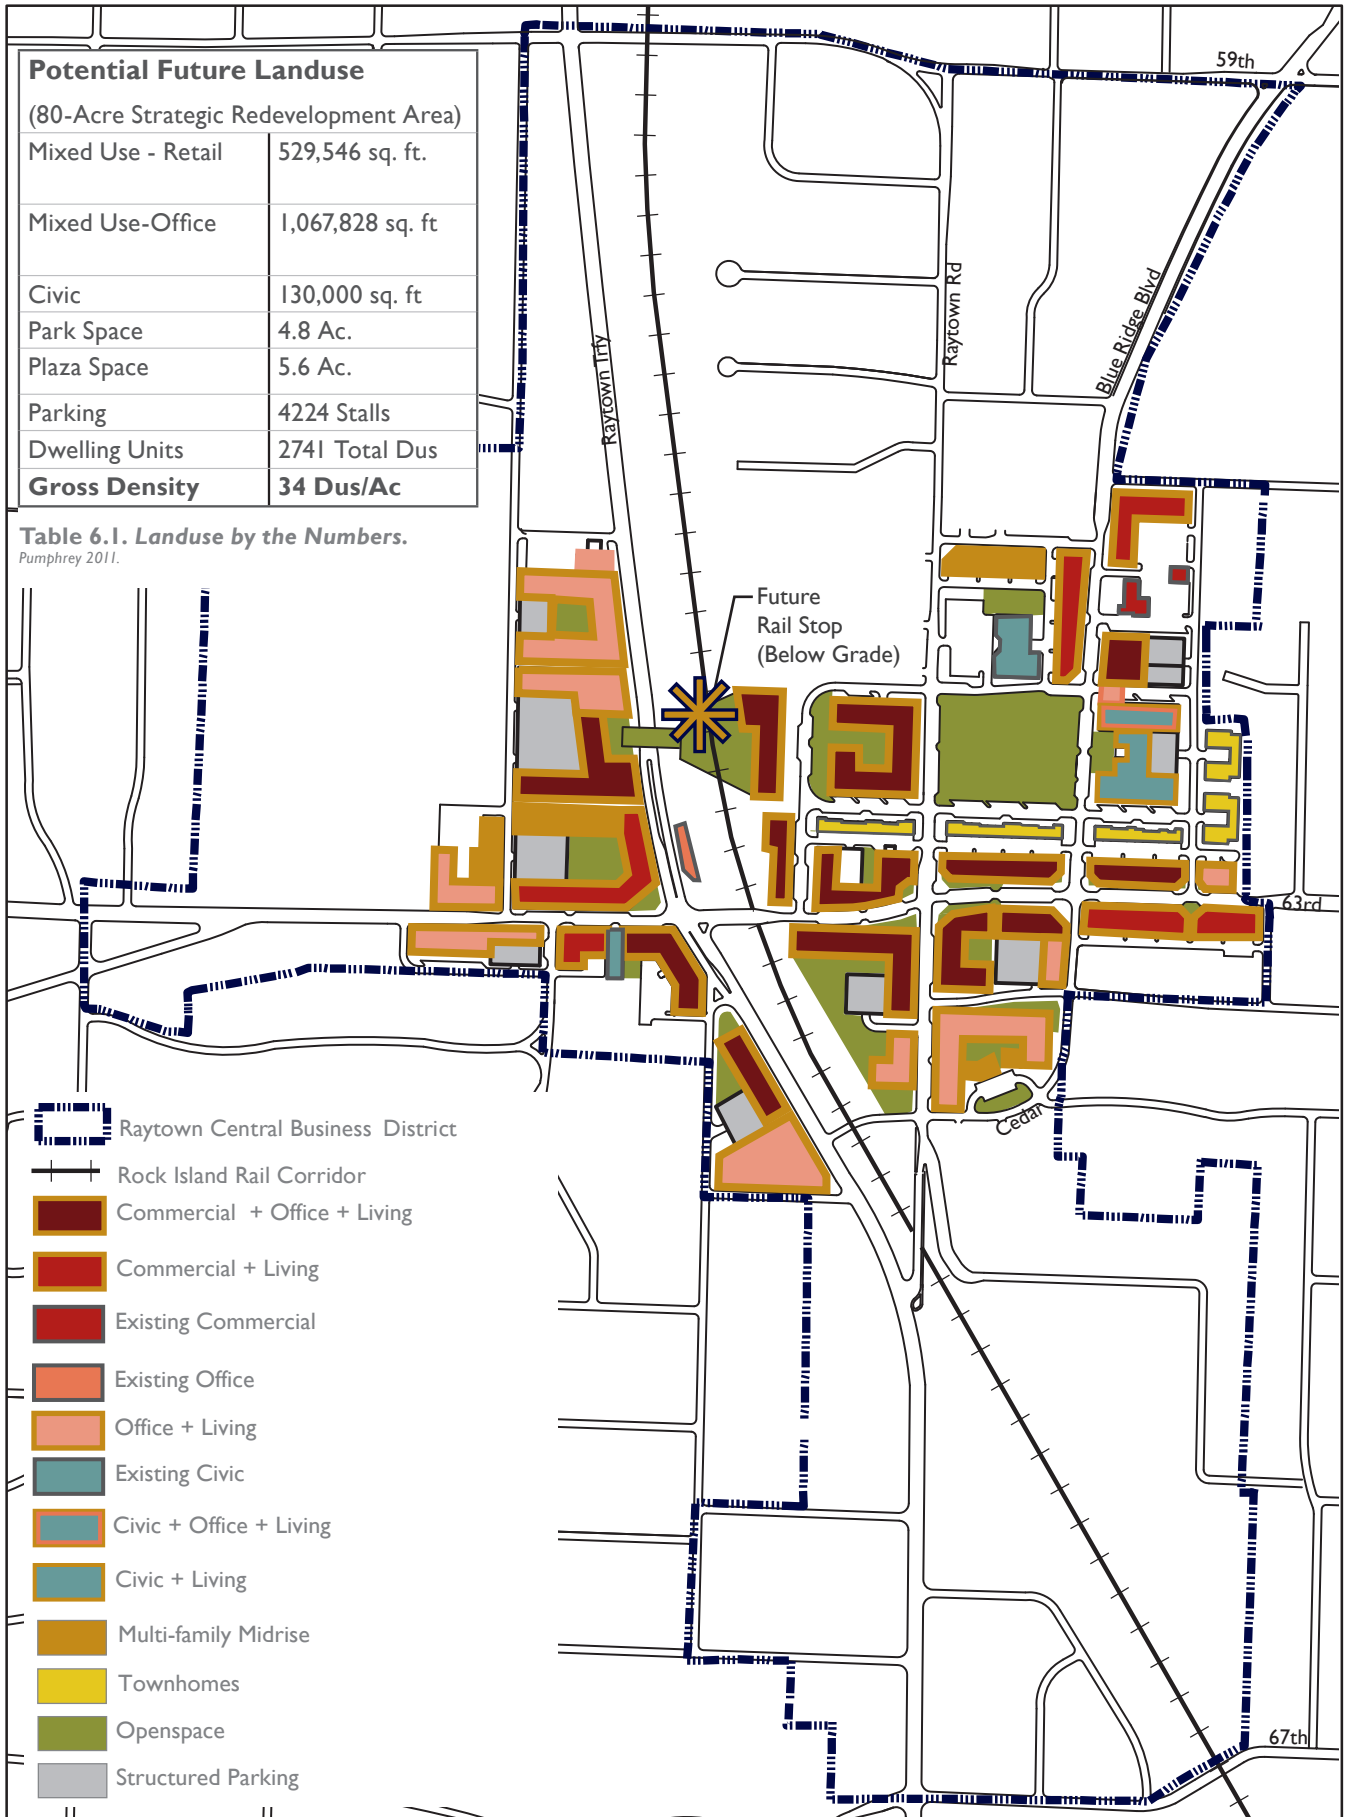 Potential Future Landuse
(80-Acre Strategic Redevelopment Area)
Mixed Use - Retail 529,546 sq. ft.
Mixed Use-Office 1,067,828 sq. ft
Civic 130,000 sq. ft
Park Space 4.8 Ac.
Plaza Space 5.6 Ac.
Parking 4224 Stalls
Dwelling Units 2741 Total Dus
Gross Density 34 Dus/Ac
Table 6.1. Landuse by the Numbers.
Pumphrey 2011.
59th
Raytown Trfy
Raytown Rd
Blue Ridge Blvd
Future
Rail Stop
(Below Grade)
63rd
Cedar
67th
Raytown Central Business District
Rock Island Rail Corridor
Commercial + Office + Living
Commercial + Living
Existing Commercial
Existing Office
Office + Living
Existing Civic
Civic + Office + Living
Civic + Living
Multi-family Midrise
Townhomes
Openspace
Structured Parking